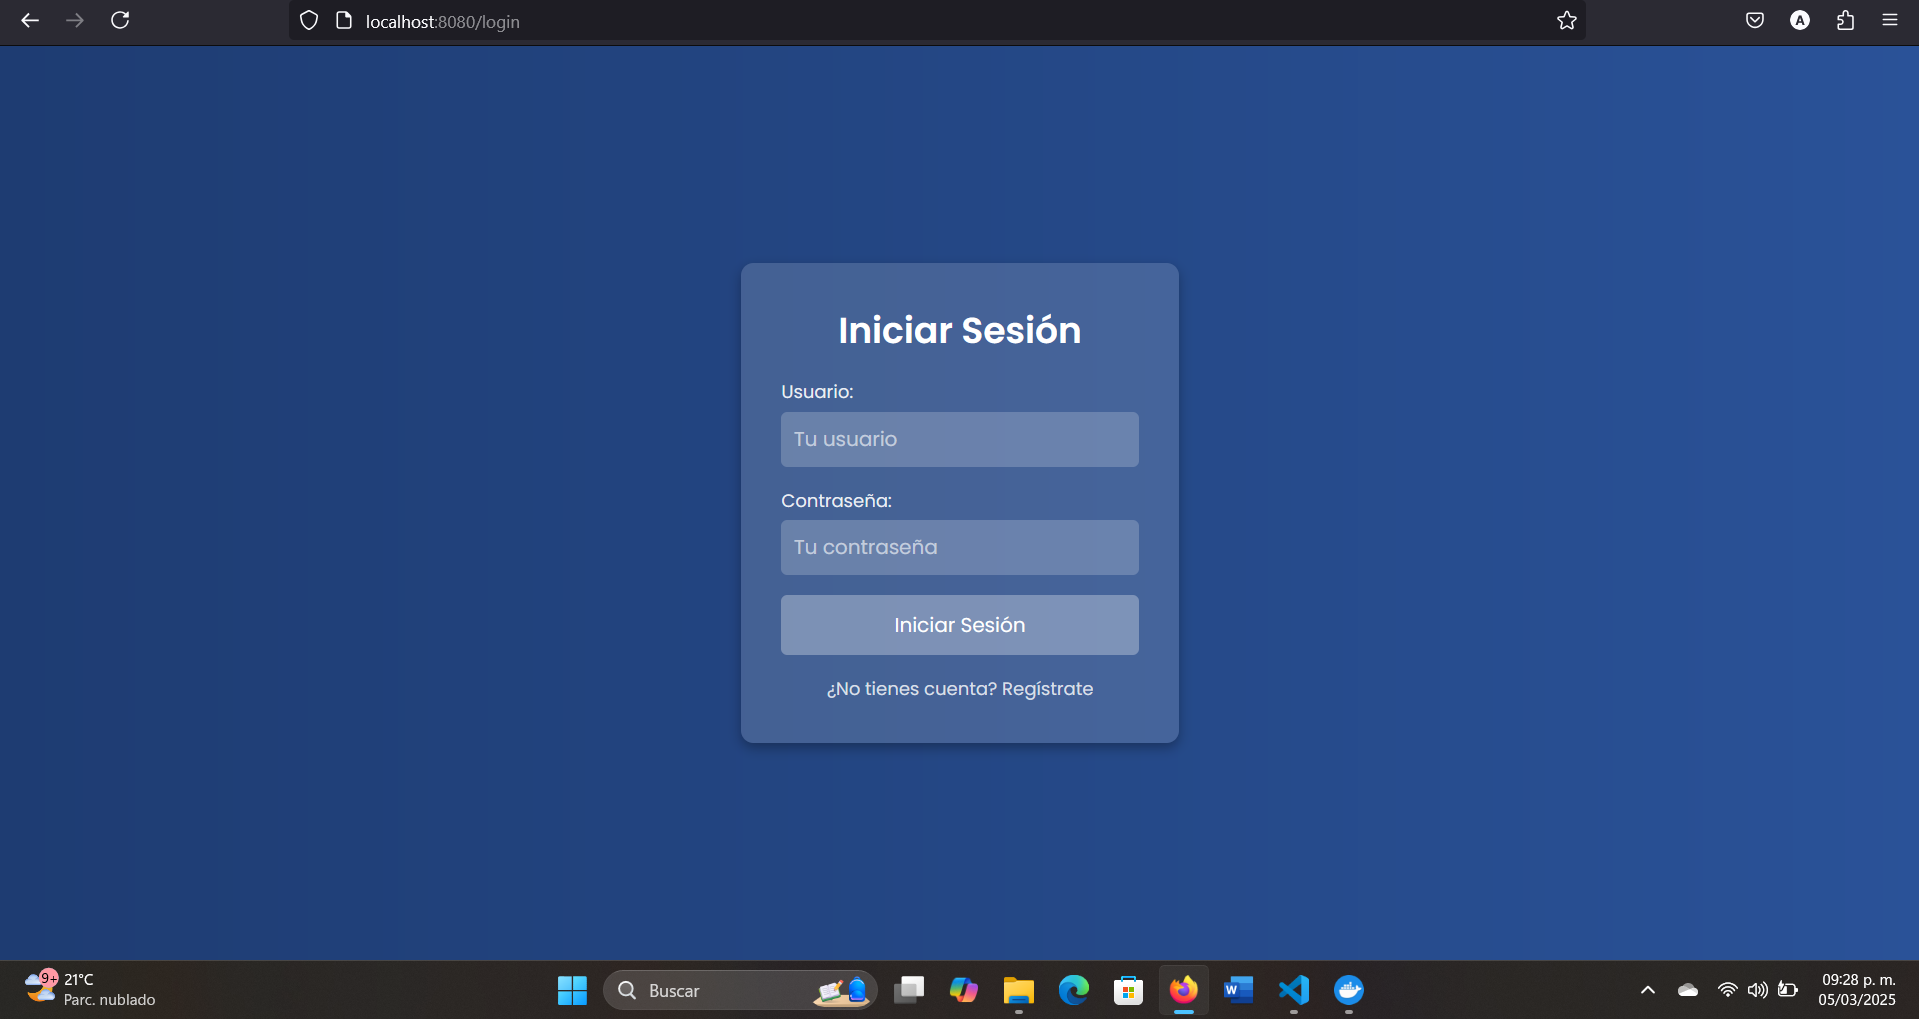 localhost:8080/login
A
Iniciar Sesión
Usuario:
Tu usuario
Contraseña:
Tu contraseña
Iniciar Sesión
¿No tienes cuenta? Regístrate
9+
21°C
Parc. nublado
Buscar
W
09:28 p. m.
05/03/2025